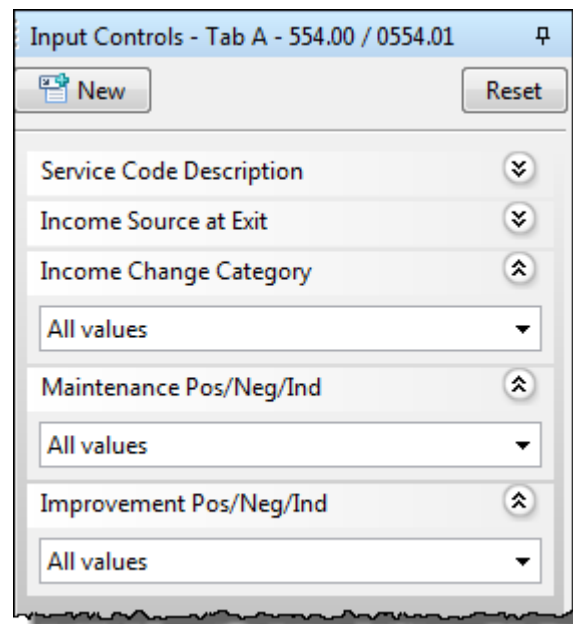 Input Controls - Tab A - 554.00 / 0554.01
New Reset
Service Code Description
Income Source at Exit
Income Change Category
All values
Maintenance Pos/Neg/Ind
All values
Improvement Pos/Neg/Ind
All values